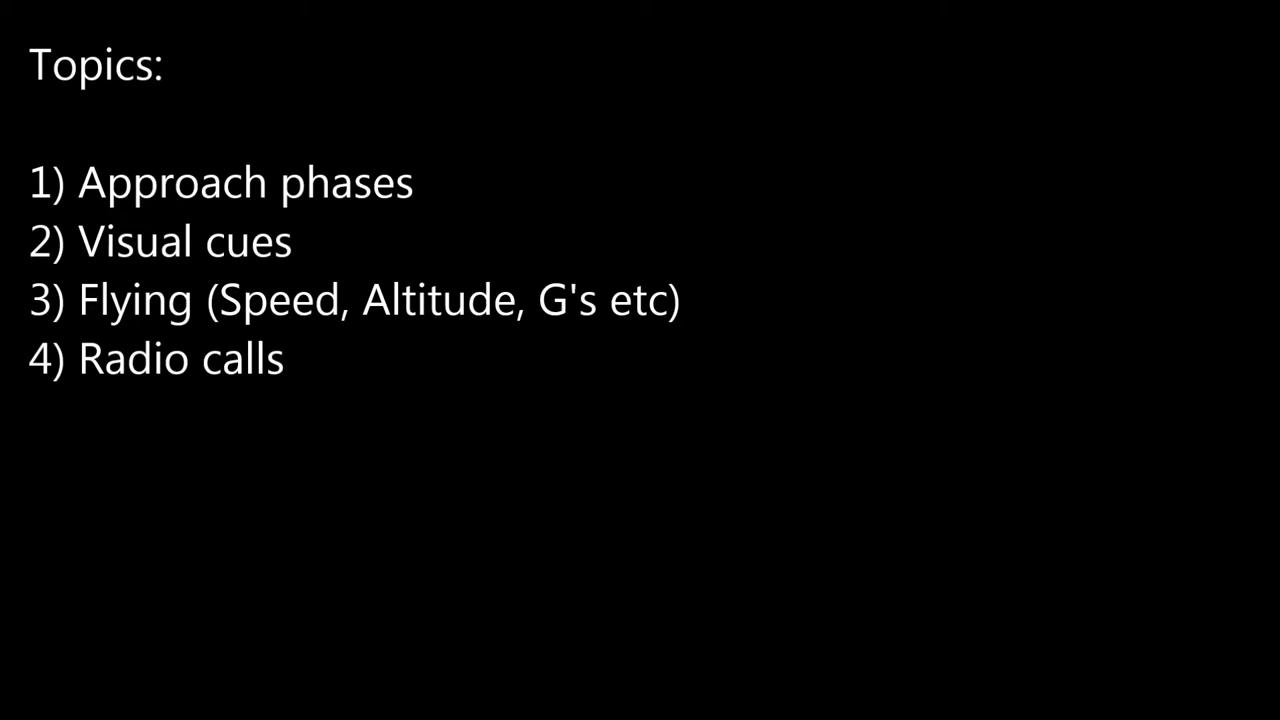 Topics:
1) Approach phases
2) Visual cues
3) Flying (Speed, Altitude, G's etc)
4) Radio calls